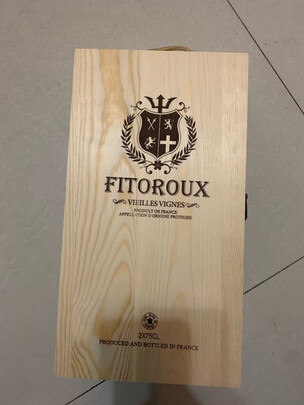 FITOROUX
VIEILLES VIGNES
PRODUIT DE FRANCE
APPELLATION D ORIGINE PROTEGEE
2X75CL
PRODUCED AND BOTTLED IN FRANCE